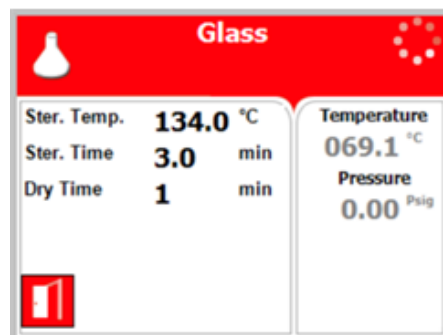 Glass
Ster. Temp. 134.0 °C
Ster. Time 3.0 min
Dry Time 1 min
Temperature
069.1 °C
Pressure
0.00 Psig